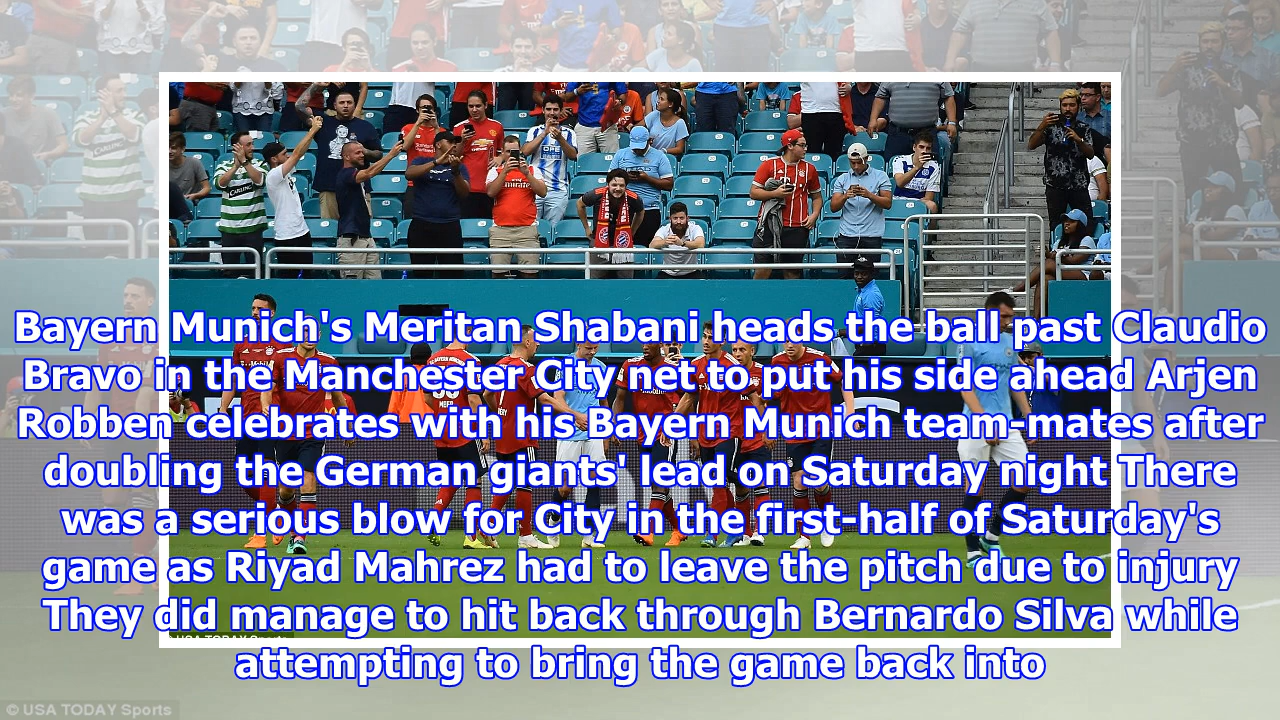 Bayern Munich's Meritan Shabani heads the ball past Claudio
Bravo in the Manchester City net to put his side ahead Arjen
Robben celebrates with his Bayern Munich team-mates after
doubling the German giants' lead on Saturday night There
was a serious blow for City in the first-half of Saturday's
game as Riyad Mahrez had to leave the pitch due to injury
They did manage to hit back through Bernardo Silva while
attempting to bring the game back into
© USA TODAY Sports